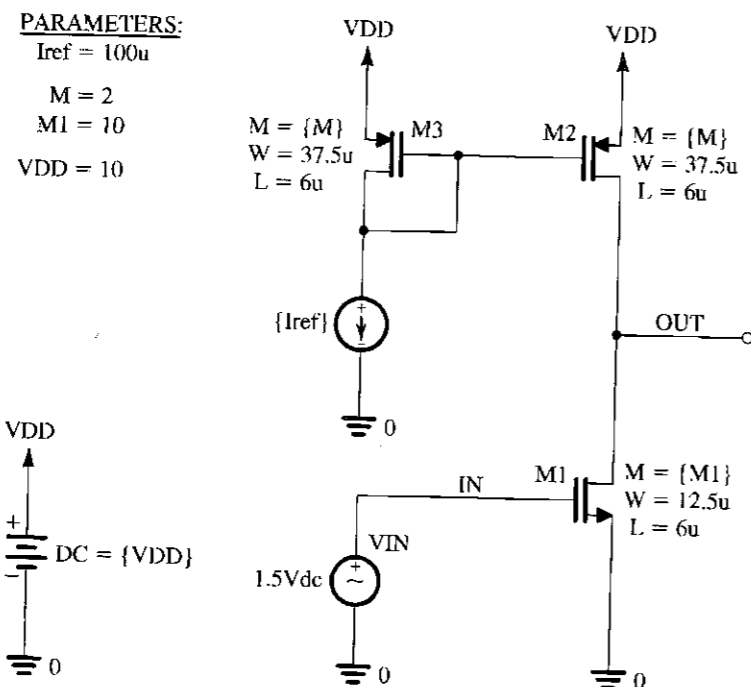 PARAMETERS:
Iref = 100u
M = 2
M1 = 10
VDD = 10
VDD
VDD
M = {M}
W = 37.5u
L = 6u
M3
M2
M = {M}
W = 37.5u
L = 6u
{Iref}
+
-
0
OUT
VDD
+
-
DC = {VDD}
0
IN
M1
M = {M1}
W = 12.5u
L = 6u
VIN
1.5Vdc
+
~
0
0